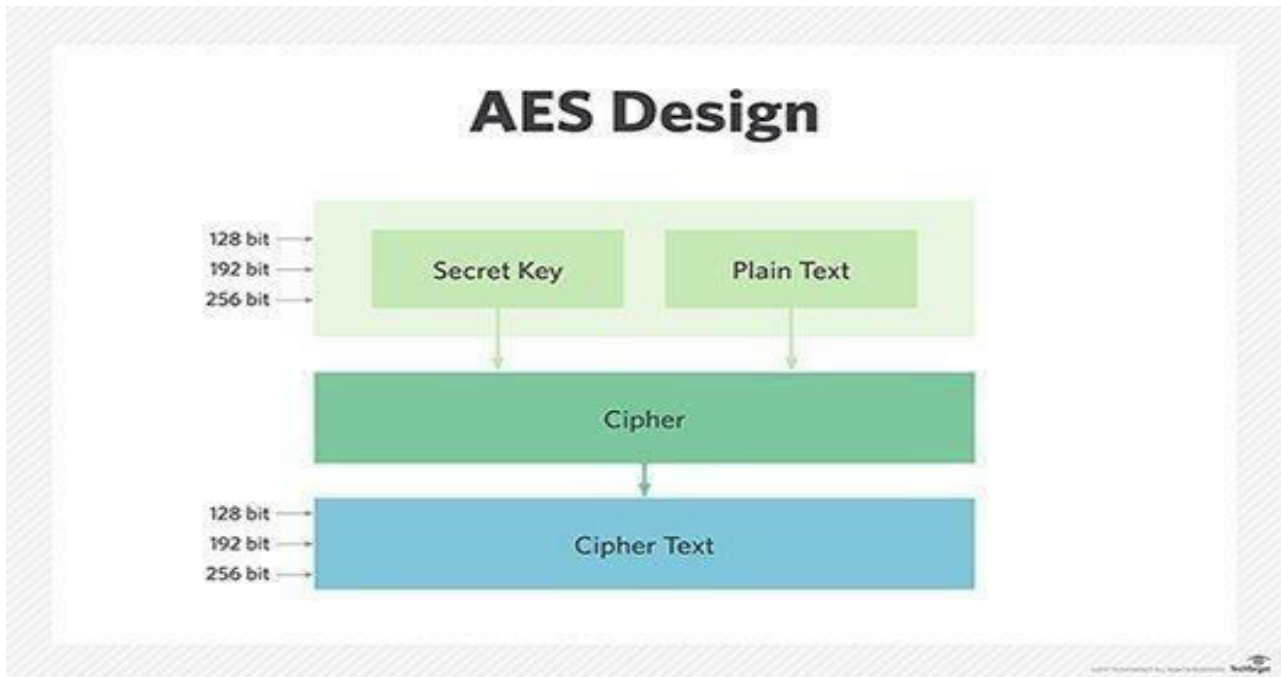 AES Design
128 bit
192 bit
256 bit
Secret Key
Plain Text
Cipher
128 bit
192 bit
256 bit
Cipher Text
TechTarget